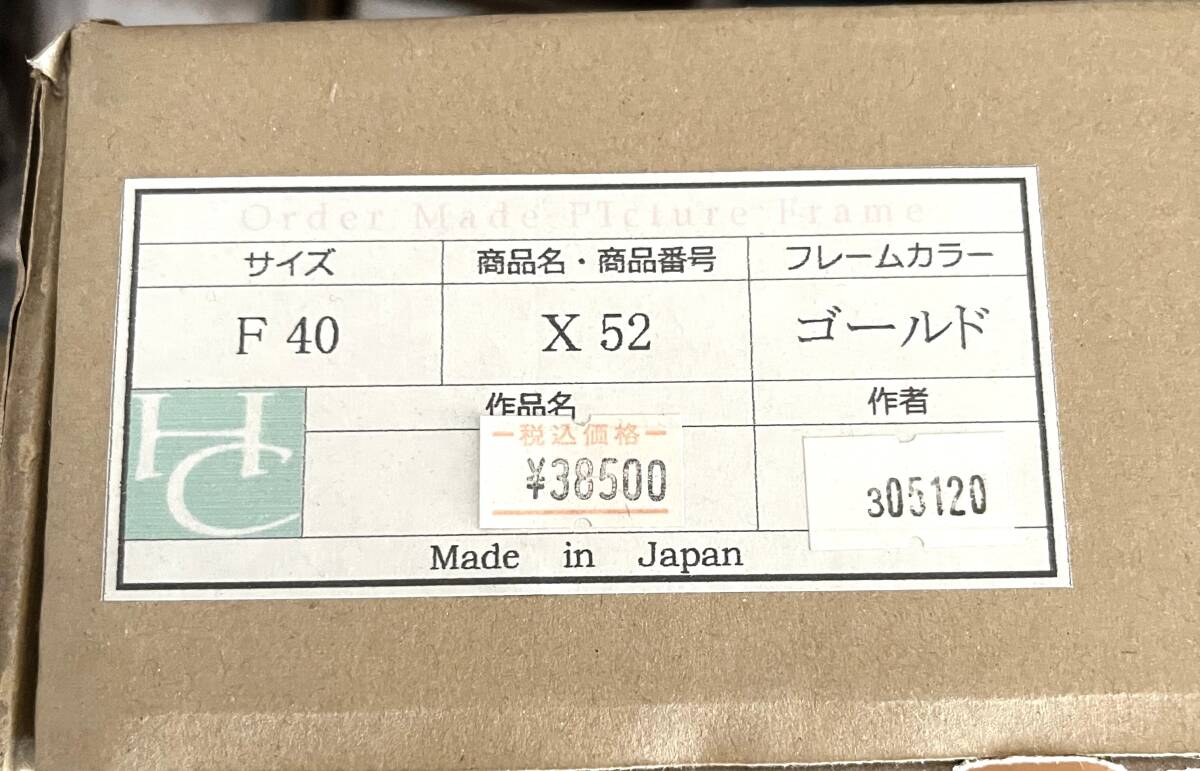 Order Made PIcture Frame
サイズ 商品名・商品番号 フレームカラー
F 40 X 52 ゴールド
HC
作品名 作者
税込価格
¥38500
305120
Made in Japan